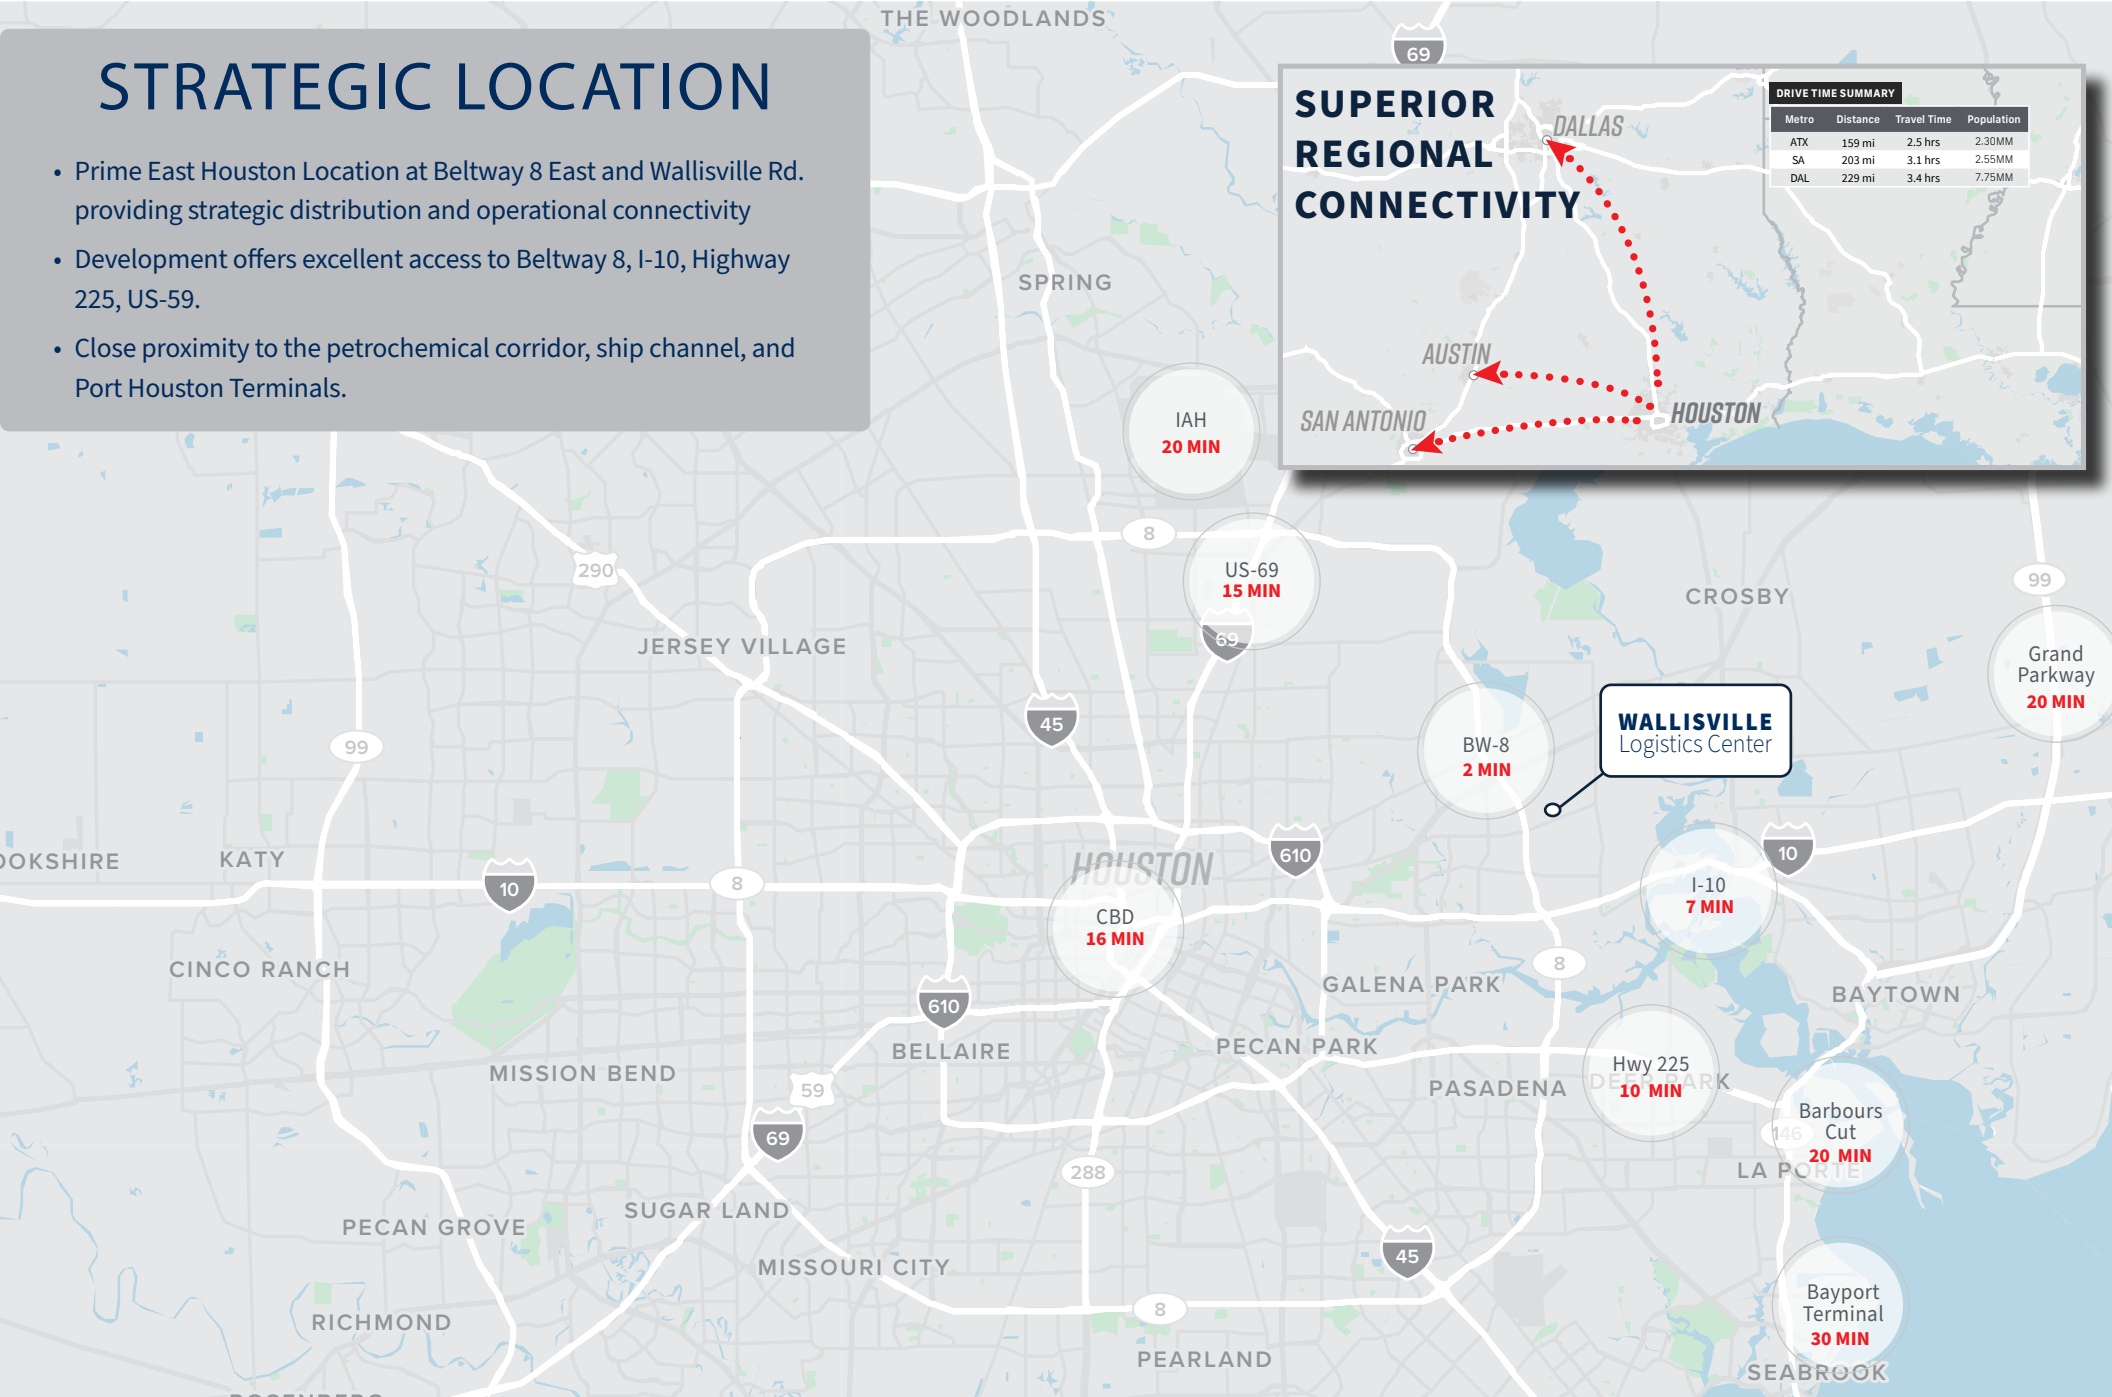 STRATEGIC LOCATION
• Prime East Houston Location at Beltway 8 East and Wallisville Rd.
providing strategic distribution and operational connectivity
• Development offers excellent access to Beltway 8, I-10, Highway
225, US-59.
• Close proximity to the petrochemical corridor, ship channel, and
Port Houston Terminals.
THE WOODLANDS
69
SUPERIOR
REGIONAL
CONNECTIVITY
DALLAS
AUSTIN
SAN ANTONIO
HOUSTON
DRIVE TIME SUMMARY
Metro Distance Travel Time Population
ATX 159 mi 2.5 hrs 2.30MM
SA 203 mi 3.1 hrs 2.55MM
DAL 229 mi 3.4 hrs 7.75MM
SPRING
IAH
20 MIN
8
290
US-69
15 MIN
69
99
CROSBY
JERSEY VILLAGE
Grand
Parkway
20 MIN
45
99
BW-8
2 MIN
WALLISVILLE
Logistics Center
OOKSHIRE
KATY
10
8
HOUSTON
610
10
CBD
16 MIN
I-10
7 MIN
CINCO RANCH
8
GALENA PARK
BAYTOWN
610
BELLAIRE
PECAN PARK
MISSION BEND
59
PASADENA
Hwy 225
DEER PARK
10 MIN
69
Barbours
Cut
20 MIN
146
LA PORTE
288
SUGAR LAND
PECAN GROVE
MISSOURI CITY
45
8
RICHMOND
Bayport
Terminal
30 MIN
PEARLAND
SEABROOK
ROSENBERG